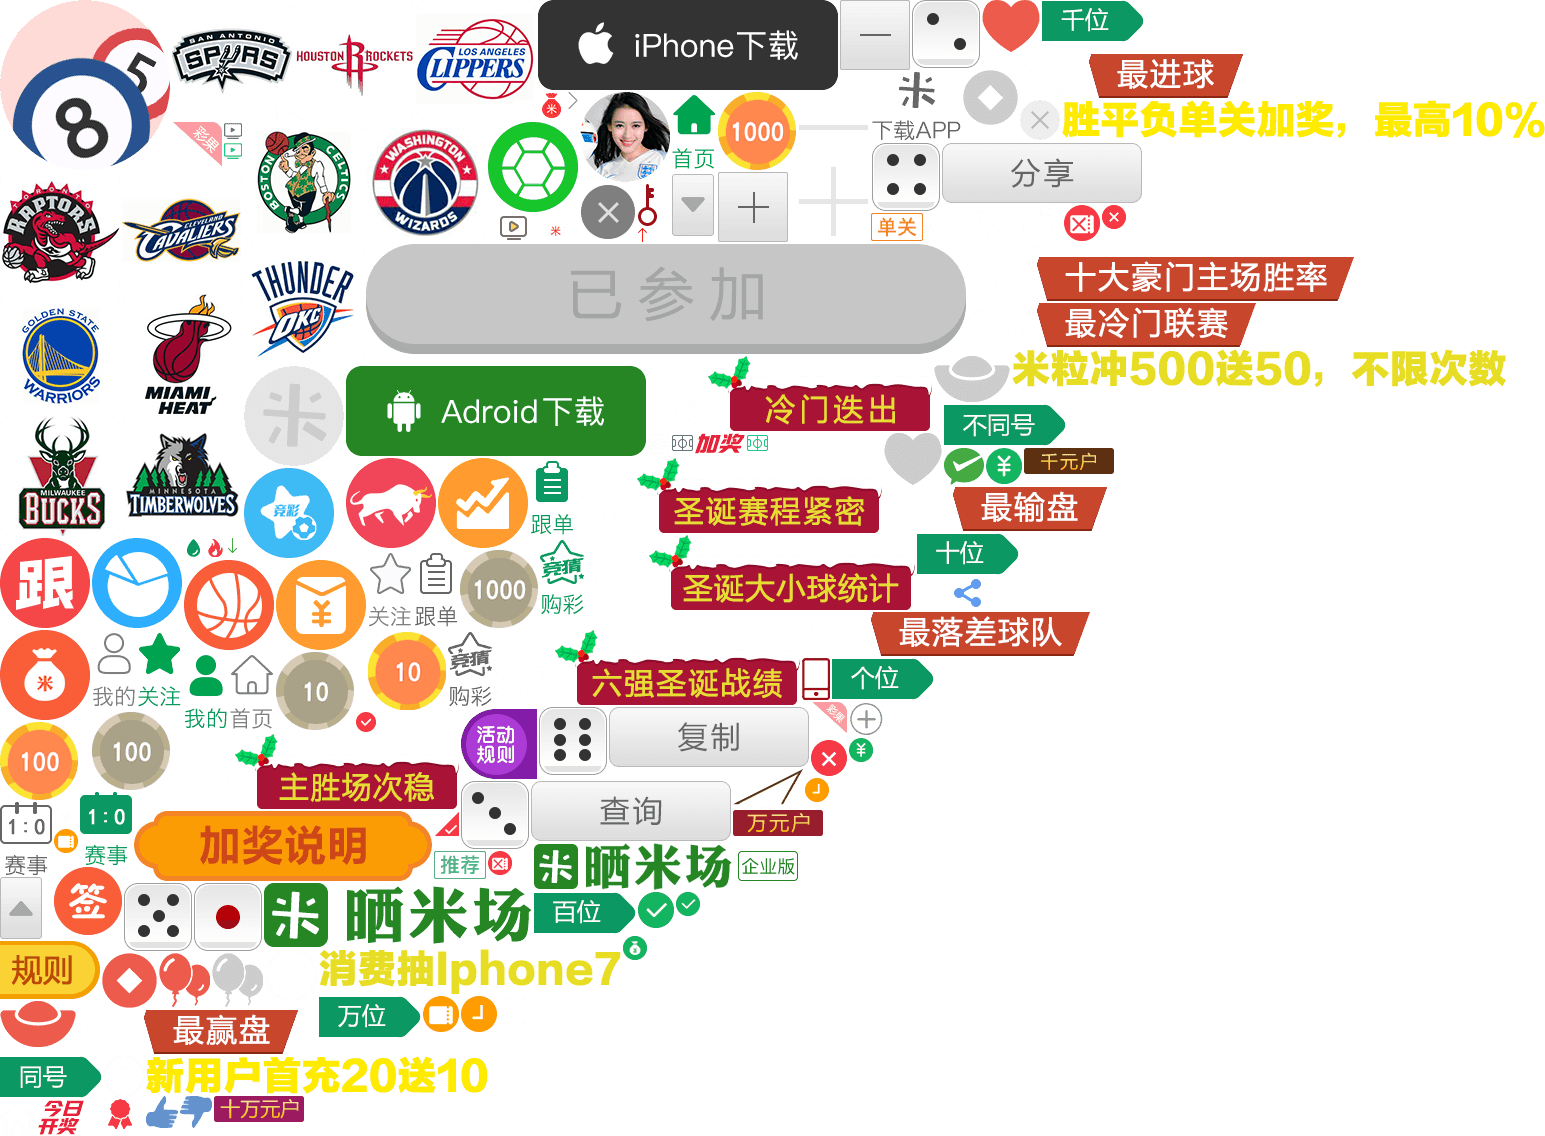 5
8
SAN ANTONIO
SPURS
HOUSTON ROCKETS
LOS ANGELES
CLIPPERS
iPhone下载
千位
最进球
米
米
下载APP
胜平负单关加奖，最高10%
彩果
BOSTON CELTICS
WASHINGTON
WIZARDS
首页
1000
分享
单关
米
TORONTO
RAPTORS
CLEVELAND
CAVALIERS
THUNDER
OKC
已参加
十大豪门主场胜率
最冷门联赛
GOLDEN STATE
WARRIORS
MIAMI
HEAT
米
Adroid下载
米粒冲500送50，不限次数
冷门迭出
不同号
加奖
千元户
MILWAUKEE
BUCKS
MINNESOTA
TIMBERWOLVES
竞彩
跟单
圣诞赛程紧密
最输盘
十位
跟
¥
关注
跟单
1000
竞猜
购彩
圣诞大小球统计
最落差球队
米
我的
关注
我的
首页
10
10
竞猜
购彩
六强圣诞战绩
个位
彩果
100
100
活动
规则
复制
¥
主胜场次稳
1:0
赛事
1:0
赛事
加奖说明
查询
万元户
推荐
米
晒米场
企业版
签
米
晒米场
百位
规则
消费抽Iphone7
最赢盘
万位
同号
新用户首充20送10
今日
开奖
十万元户